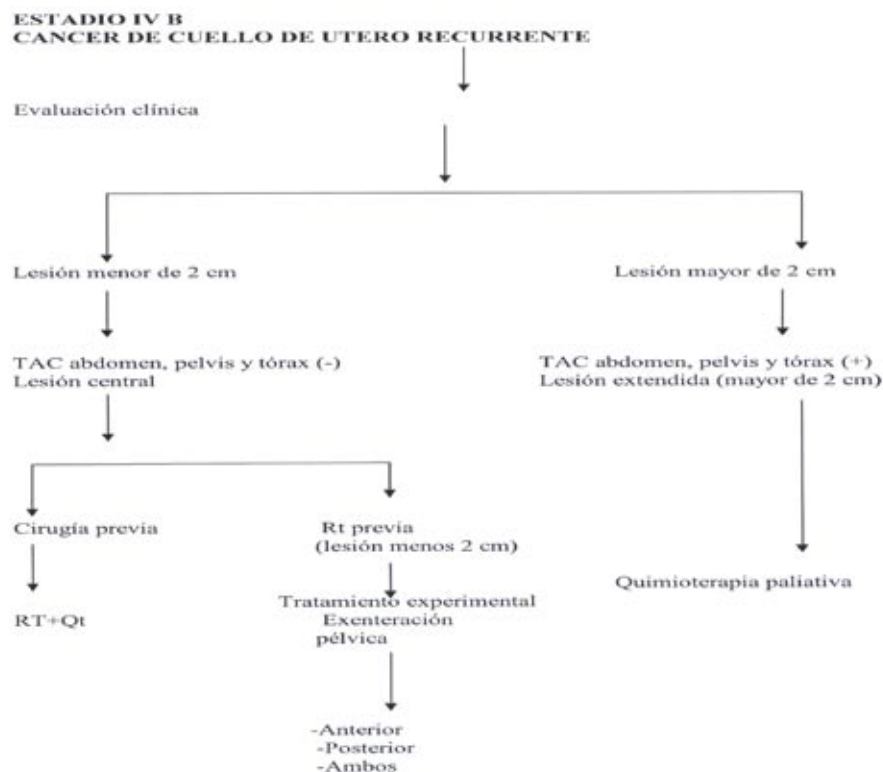 ESTADIO IV B
CANCER DE CUELLO DE UTERO RECURRENTE
Evaluación clínica
Lesión menor de 2 cm
Lesión mayor de 2 cm
TAC abdomen, pelvis y tórax (-)
Lesión central
TAC abdomen, pelvis y tórax (+)
Lesión extendida (mayor de 2 cm)
Cirugía previa
Rt previa
(lesión menos 2 cm)
Quimioterapia paliativa
RT+Qt
Tratamiento experimental
Exenteración
pélvica
-Anterior
-Posterior
-Ambos